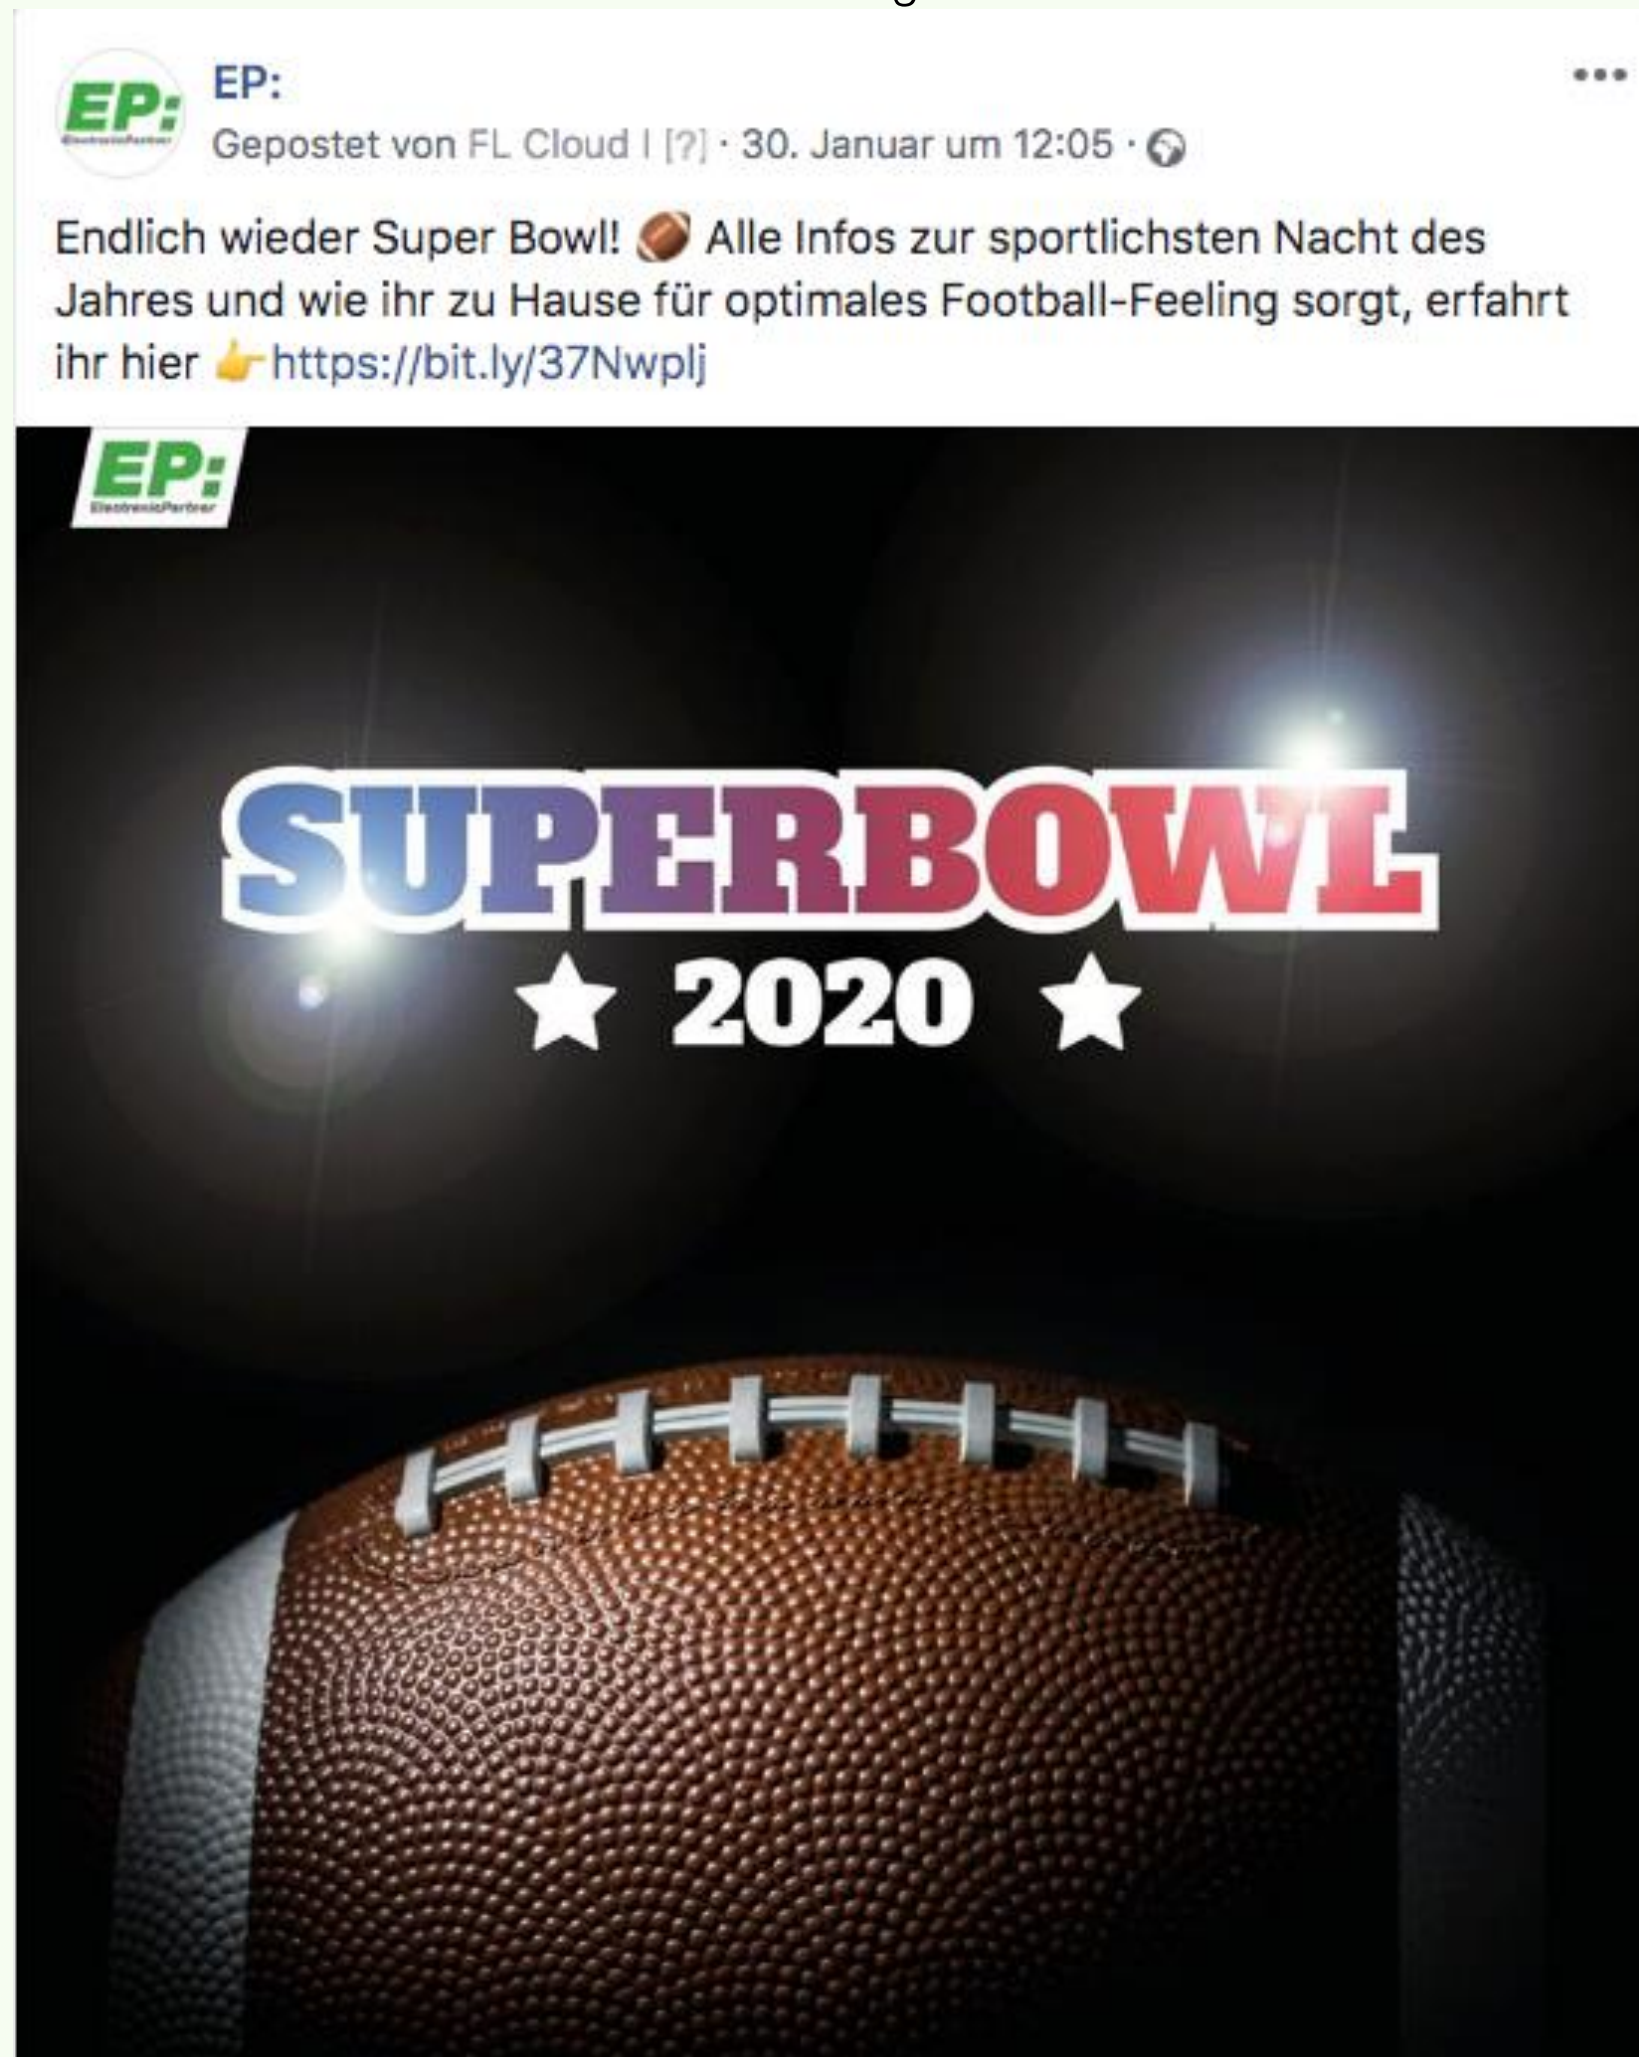 EP:
EP:
ElectronicPartner
Gepostet von FL Cloud I [?] · 30. Januar um 12:05 ·
Endlich wieder Super Bowl! 🏈 Alle Infos zur sportlichsten Nacht des
Jahres und wie ihr zu Hause für optimales Football-Feeling sorgt, erfahrt
ihr hier 👉https://bit.ly/37Nwplj
EP:
ElectronicPartner
SUPERBOWL
★ 2020 ★